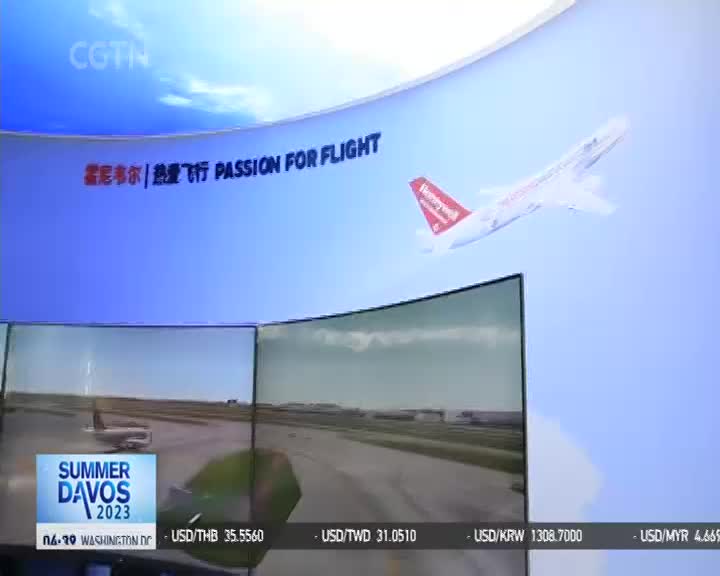 CGTN
霍尼韦尔 | 热爱飞行 PASSION FOR FLIGHT
Honeywell
SUMMER
DAVOS
2023
04:39 WASHINGTON DC
USD/THB 35.5560 USD/TWD 31.0510 USD/KRW 1308.7000 USD/MYR 4.669